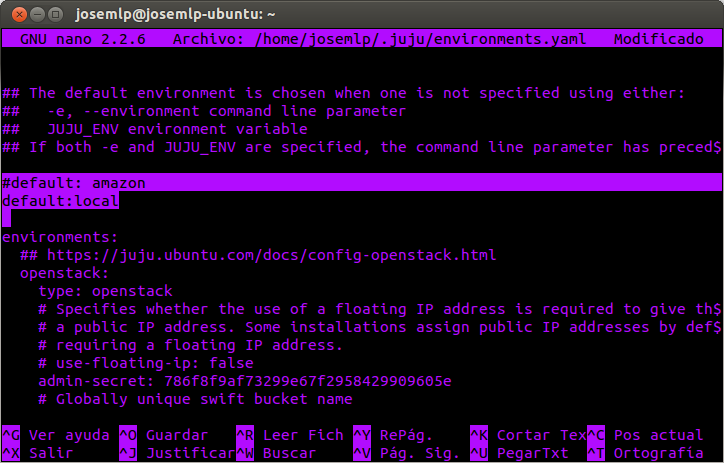 josemlp@josemlp-ubuntu: ~
GNU nano 2.2.6 Archivo: /home/josemlp/.juju/environments.yaml Modificado
## The default environment is chosen when one is not specified using either:
##   -e, --environment command line parameter
##   JUJU_ENV environment variable
## If both -e and JUJU_ENV are specified, the command line parameter has preced$
#default: amazon
default:local
environments:
  ## https://juju.ubuntu.com/docs/config-openstack.html
  openstack:
    type: openstack
    # Specifies whether the use of a floating IP address is required to give th$
    # a public IP address. Some installations assign public IP addresses by def$
    # requiring a floating IP address.
    # use-floating-ip: false
    admin-secret: 786f8f9af73299e67f2958429909605e
    # Globally unique swift bucket name
^G Ver ayuda ^O Guardar ^R Leer Fich ^Y RePág. ^K Cortar Tex ^C Pos actual
^X Salir ^J Justificar ^W Buscar ^V Pág. Sig. ^U PegarTxt ^T Ortografía